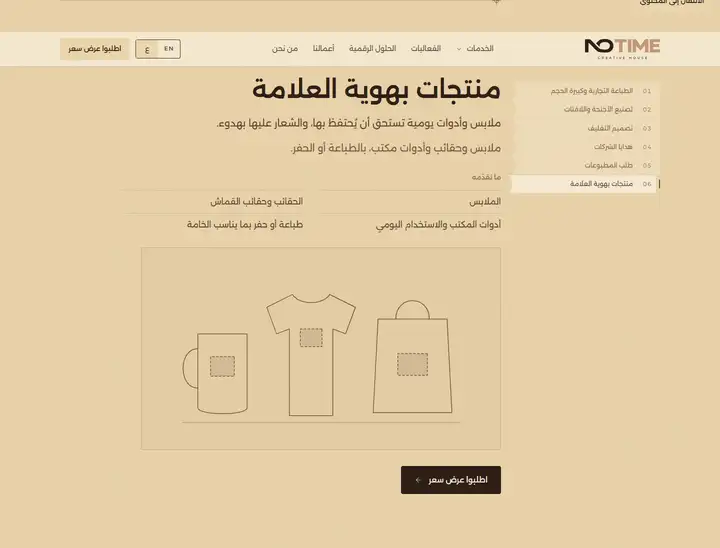 الانتقال إلى المحتوى
NOTIME
CREATIVE HOUSE
الخدمات
الفعاليات
الحلول الرقمية
أعمالنا
من نحن
EN
ع
اطلبوا عرض سعر
01 الطباعة التجارية وكبيرة الحجم
02 تصنيع الأجنحة واللافتات
03 تصميم التغليف
04 هدايا الشركات
05 طلب المطبوعات
06 منتجات بهوية العلامة
منتجات بهوية العلامة
ملابس وأدوات يومية تستحق أن يُحتفظ بها، والشعار عليها بهدوء.
ملابس وحقائب وأدوات مكتب، بالطباعة أو الحفر.
ما نقدّمه
الملابس
الحقائب وحقائب القماش
أدوات المكتب والاستخدام اليومي
طباعة أو حفر بما يناسب الخامة
اطلبوا عرض سعر ←